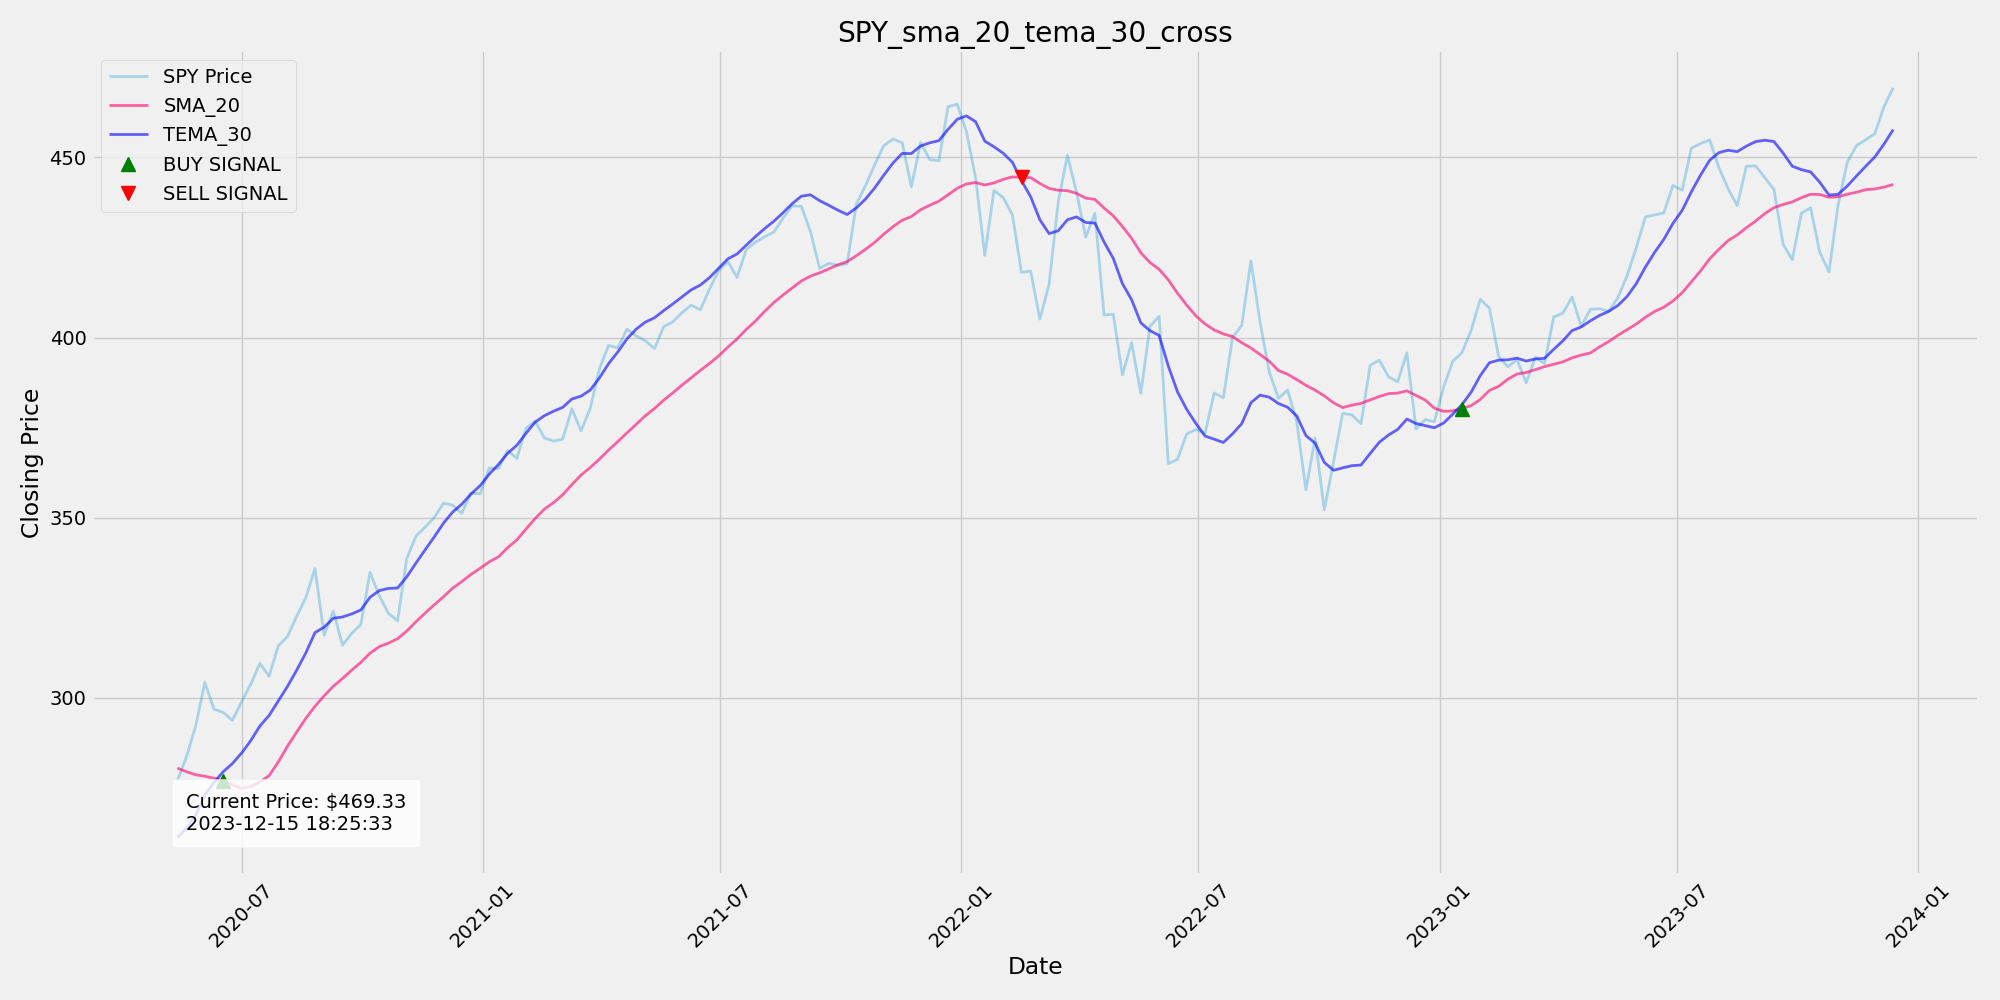 SPY_sma_20_tema_30_cross
SPY Price
SMA_20
TEMA_30
BUY SIGNAL
SELL SIGNAL
450
400
350
300
Closing Price
Current Price: $469.33
2023-12-15 18:25:33
2020-07
2021-01
2021-07
2022-01
2022-07
2023-01
2023-07
2024-01
Date